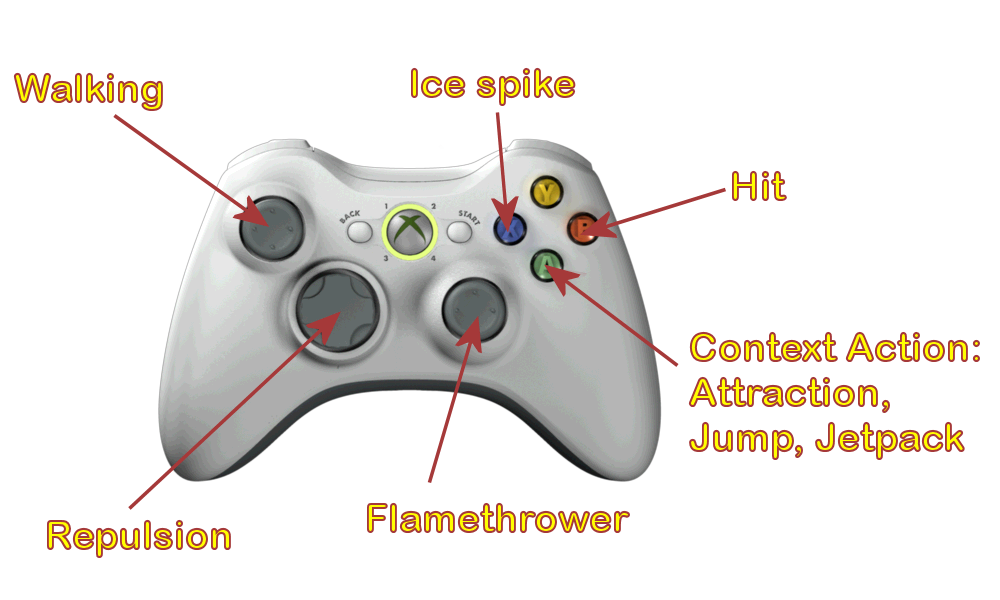 Walking
Ice spike
Hit
BACK
1
2
START
3
4
Y
X
B
A
Context Action:
Attraction,
Jump, Jetpack
Repulsion
Flamethrower